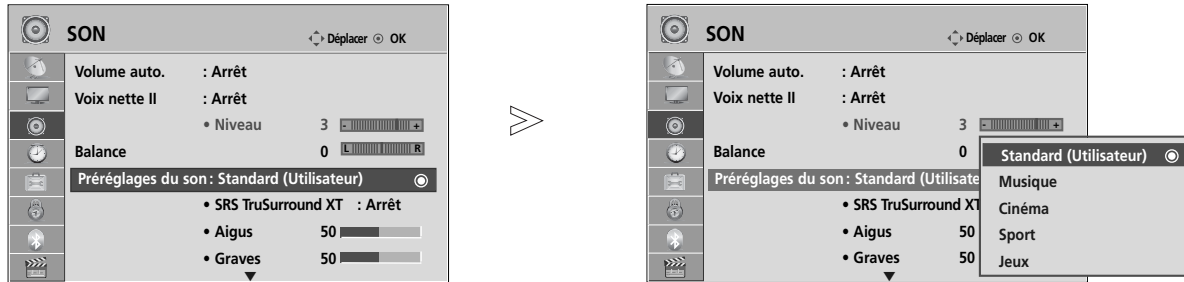 SON
Déplacer OK
Volume auto. : Arrêt
Voix nette II : Arrêt
• Niveau 3 - +
Balance 0 L R
Préréglages du son : Standard (Utilisateur)
• SRS TruSurround XT : Arrêt
• Aigus 50
• Graves 50
SON
Déplacer OK
Volume auto. : Arrêt
Voix nette II : Arrêt
• Niveau 3 - +
Balance 0
Préréglages du son : Standard (Utilisate
• SRS TruSurround XT
• Aigus 50
• Graves 50
Standard (Utilisateur)
Musique
Cinéma
Sport
Jeux